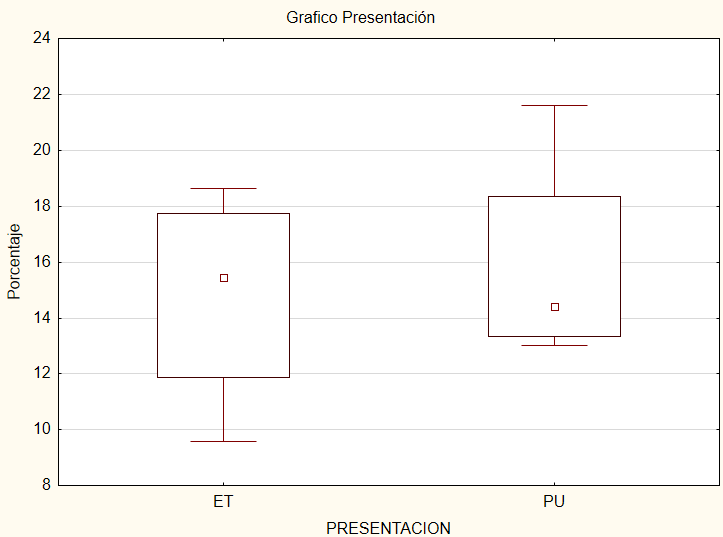 Grafico Presentación
24
22
20
18
16
14
12
10
8
Porcentaje
ET PU
PRESENTACION